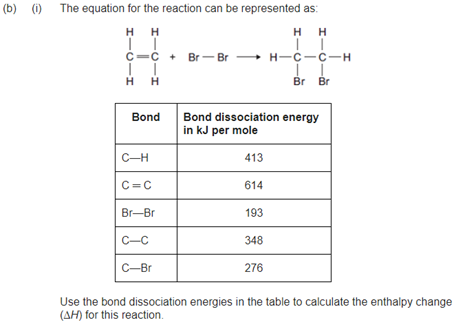 (b) (i) The equation for the reaction can be represented as:
H H H H
C=C + Br—Br → H—C—C—H
H H Br Br
Bond Bond dissociation energy
in kJ per mole
C—H 413
C=C 614
Br—Br 193
C—C 348
C—Br 276
Use the bond dissociation energies in the table to calculate the enthalpy change
(ΔH) for this reaction.